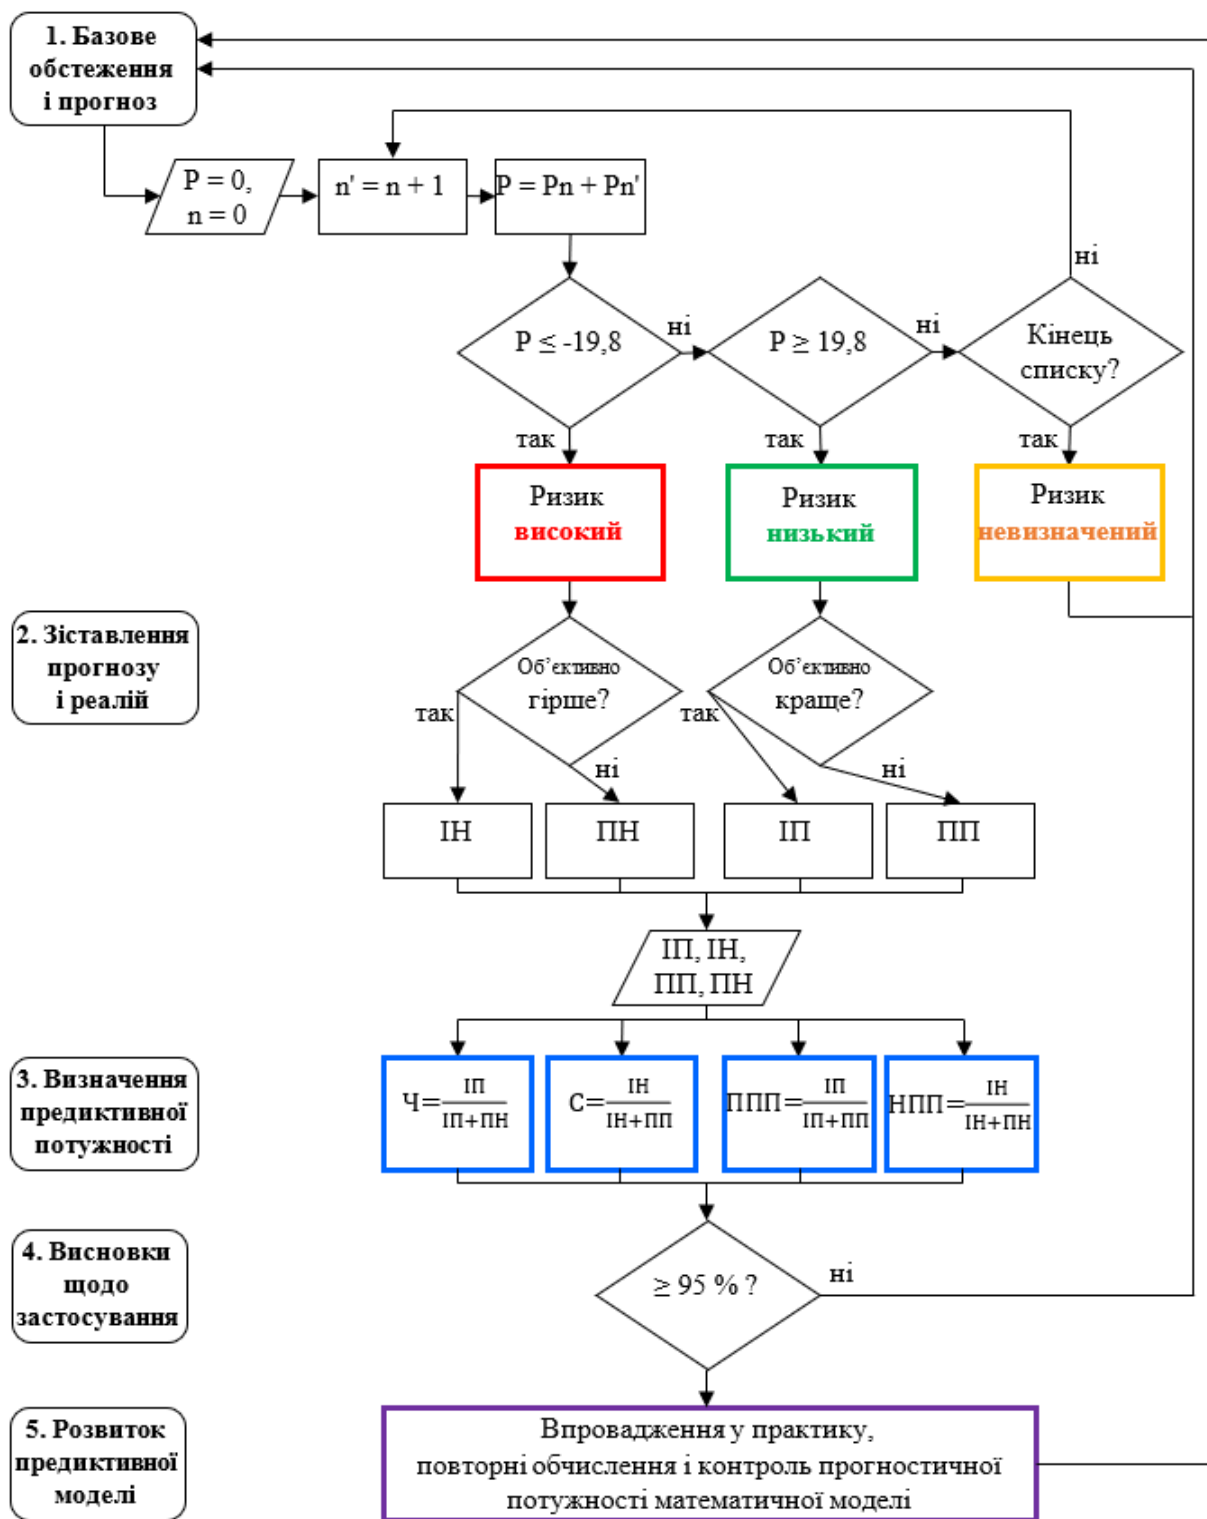 1. Базове
обстеження
і прогноз
P = 0,
n = 0
n' = n + 1
P = Pn + Pn'
ні
P ≤ -19,8
ні
P ≥ 19,8
ні
Кінець
списку?
так
так
так
Ризик
високий
Ризик
низький
Ризик
невизначений
2. Зіставлення
прогнозу
і реалій
Об’єктивно
гірше?
Об’єктивно
краще?
так
ні
так
ні
ІН
ПН
ІП
ПП
ІП, ІН,
ПП, ПН
3. Визначення
предиктивної
потужності
Ч=ІП/(ІП+ПН)
С=ІН/(ІН+ПП)
ППП=ІП/(ІП+ПП)
НПП=ІН/(ІН+ПН)
4. Висновки
щодо
застосування
≥ 95 % ?
ні
5. Розвиток
предиктивної
моделі
Впровадження у практику,
повторні обчислення і контроль прогностичної
потужності математичної моделі